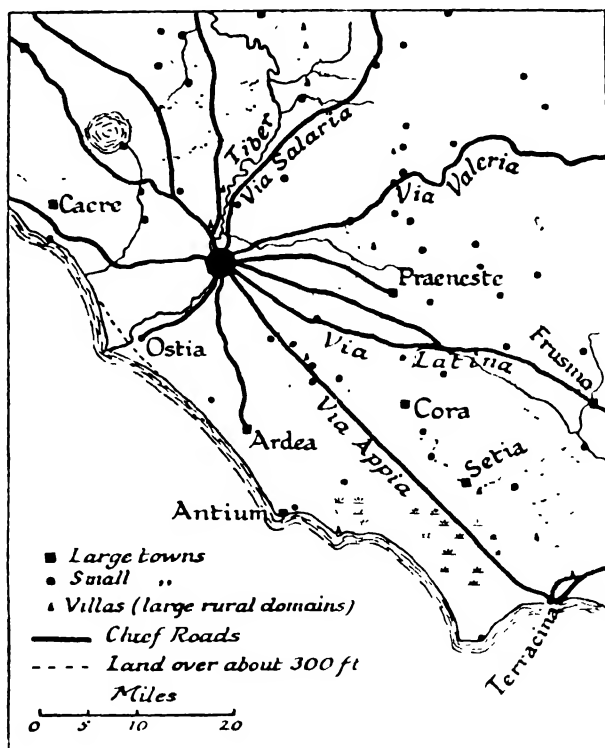 Tiber
Via Salaria
Via Valeria
Caere
Praeneste
Ostia
Via Latina
Frusino
Via Appia
Cora
Ardea
Setia
Antium
Terracina
Large towns
Small ,,
Villas (large rural domains)
Chief Roads
Land over about 300 ft
Miles
0 5 10 20